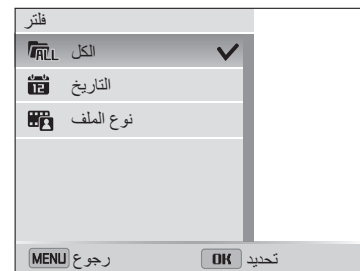 فلتر
ALL الكل
12 التاريخ
نوع الملف
MENU رجوع OK تحديد